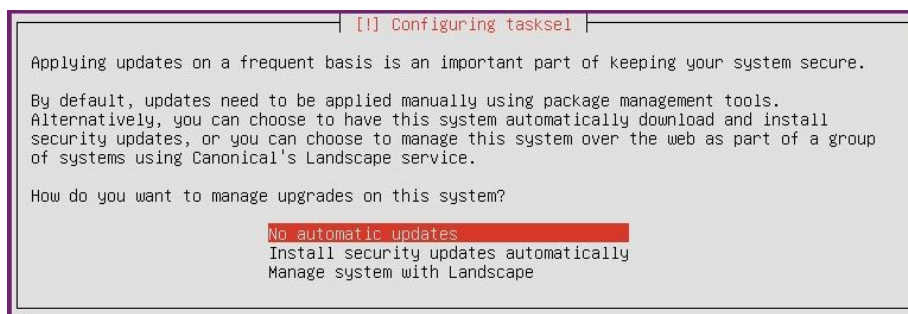 [!] Configuring tasksel
Applying updates on a frequent basis is an important part of keeping your system secure.
By default, updates need to be applied manually using package management tools.
Alternatively, you can choose to have this system automatically download and install
security updates, or you can choose to manage this system over the web as part of a group
of systems using Canonical's Landscape service.
How do you want to manage upgrades on this system?
No automatic updates
Install security updates automatically
Manage system with Landscape